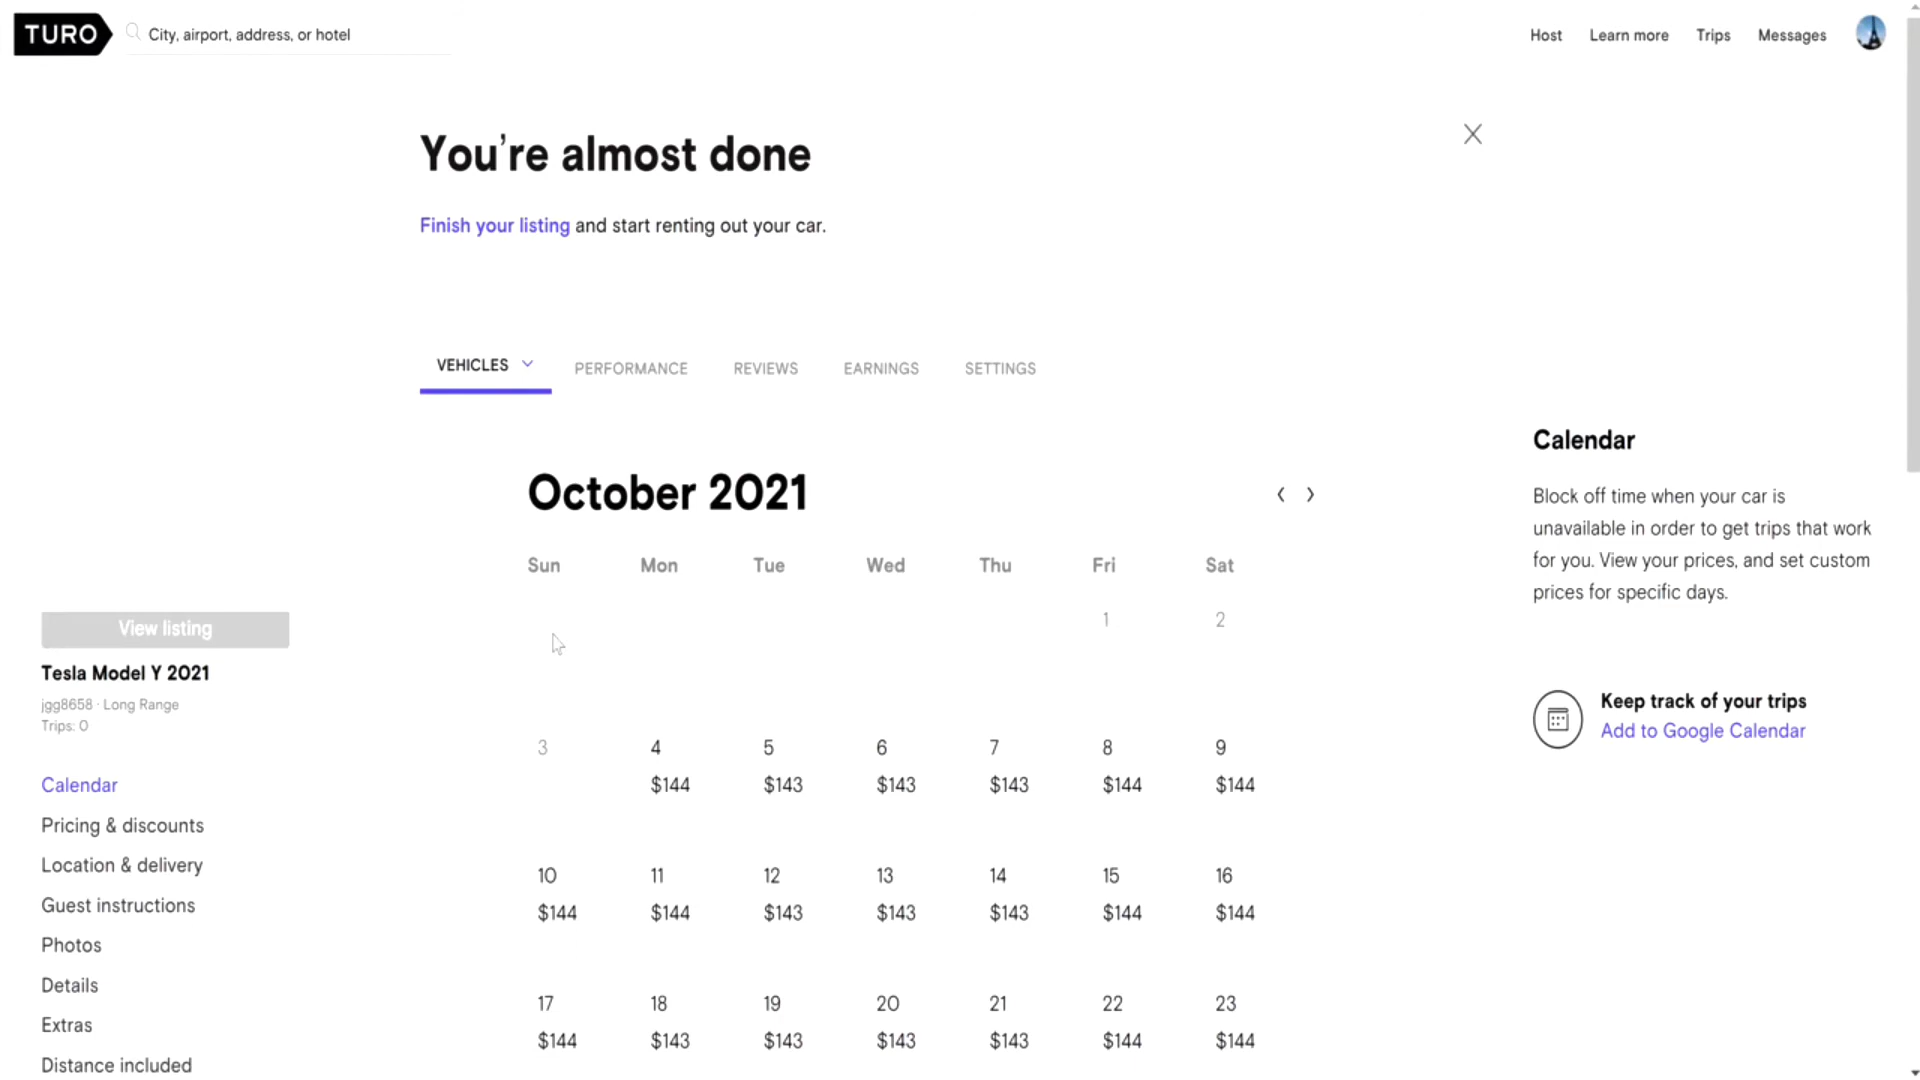 TURO
City, airport, address, or hotel
Host Learn more Trips Messages
You're almost done
Finish your listing and start renting out your car.
VEHICLES PERFORMANCE REVIEWS EARNINGS SETTINGS
October 2021
Sun Mon Tue Wed Thu Fri Sat
1 2
3 4 5 6 7 8 9
$144 $143 $143 $143 $144 $144
10 11 12 13 14 15 16
$144 $144 $143 $143 $143 $144 $144
17 18 19 20 21 22 23
$144 $143 $143 $143 $143 $144 $144
View listing
Tesla Model Y 2021
jgg8658 · Long Range
Trips: 0
Calendar
Pricing & discounts
Location & delivery
Guest instructions
Photos
Details
Extras
Distance included
Calendar
Block off time when your car is
unavailable in order to get trips that work
for you. View your prices, and set custom
prices for specific days.
Keep track of your trips
Add to Google Calendar